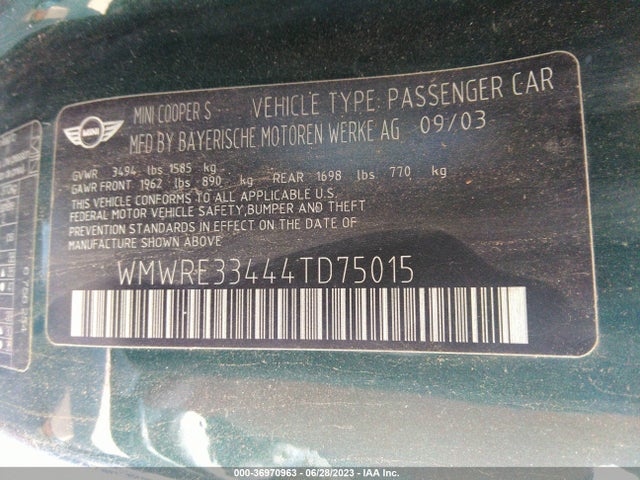 MINI
MINI COOPER S VEHICLE TYPE: PASSENGER CAR
MFD BY BAYERISCHE MOTOREN WERKE AG 09/03
GVWR 3494 lbs 1585 kg
GAWR FRONT 1962 lbs 890 kg REAR 1698 lbs 770 kg
THIS VEHICLE CONFORMS TO ALL APPLICABLE U.S.
FEDERAL MOTOR VEHICLE SAFETY,BUMPER AND THEFT
PREVENTION STANDARDS IN EFFECT ON THE DATE
OF MANUFACTURE SHOWN ABOVE.
WMWRE33444TD75015
000-36970963 | 06/28/2023 - IAA Inc.